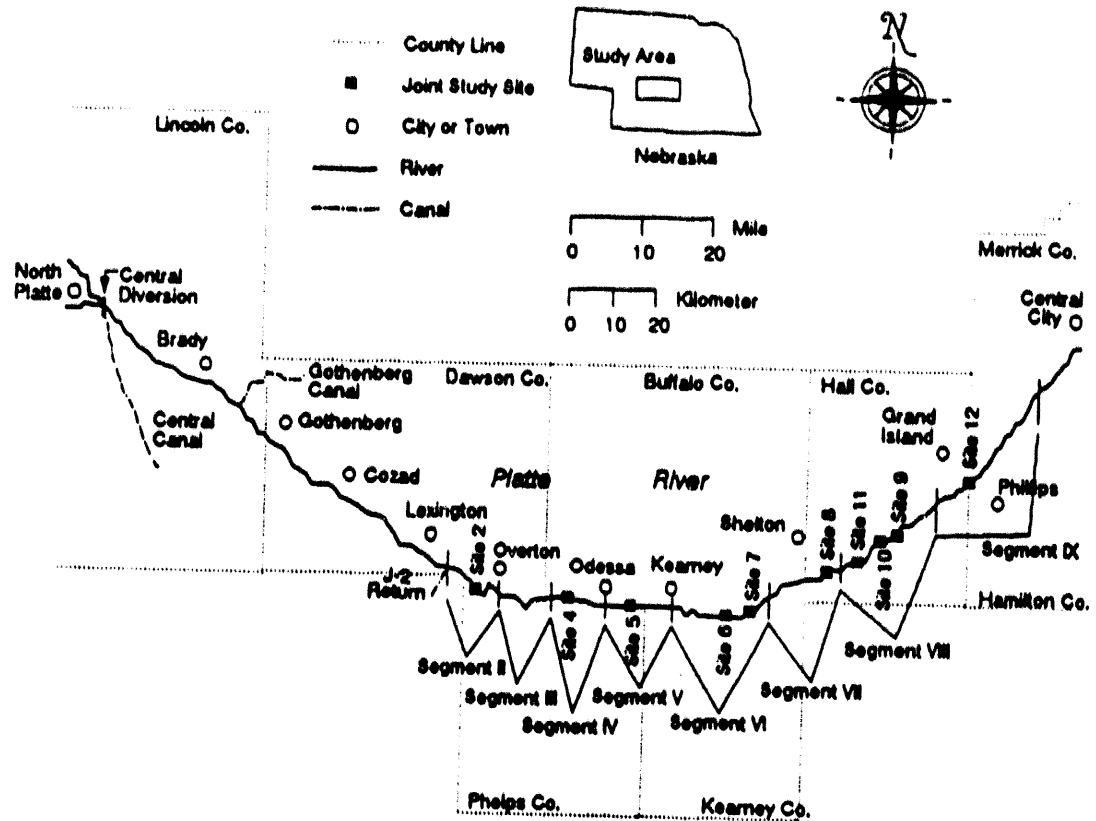 County Line
Joint Study Site
City or Town
River
Canal
Study Area
Nebraska
N
Mile
0 10 20
Kilometer
0 10 20
Lincoln Co.
Merrick Co.
North
Platte
Central
Diversion
Central
City
Brady
Gothenberg
Canal
Dawson Co.
Buffalo Co.
Hall Co.
Central
Canal
Gothenberg
Grand
Island
Site 12
Cozad
Platte
River
Site 9
Phillips
Lexington
Site 2
Shelton
Site 8
Site 11
Overton
Odessa
Kearney
Site 7
Site 10
Segment IX
J-2
Return
Site 4
Site 5
Site 6
Hamilton Co.
Segment II
Segment III
Segment IV
Segment V
Segment VI
Segment VII
Segment VIII
Phelps Co.
Kearney Co.